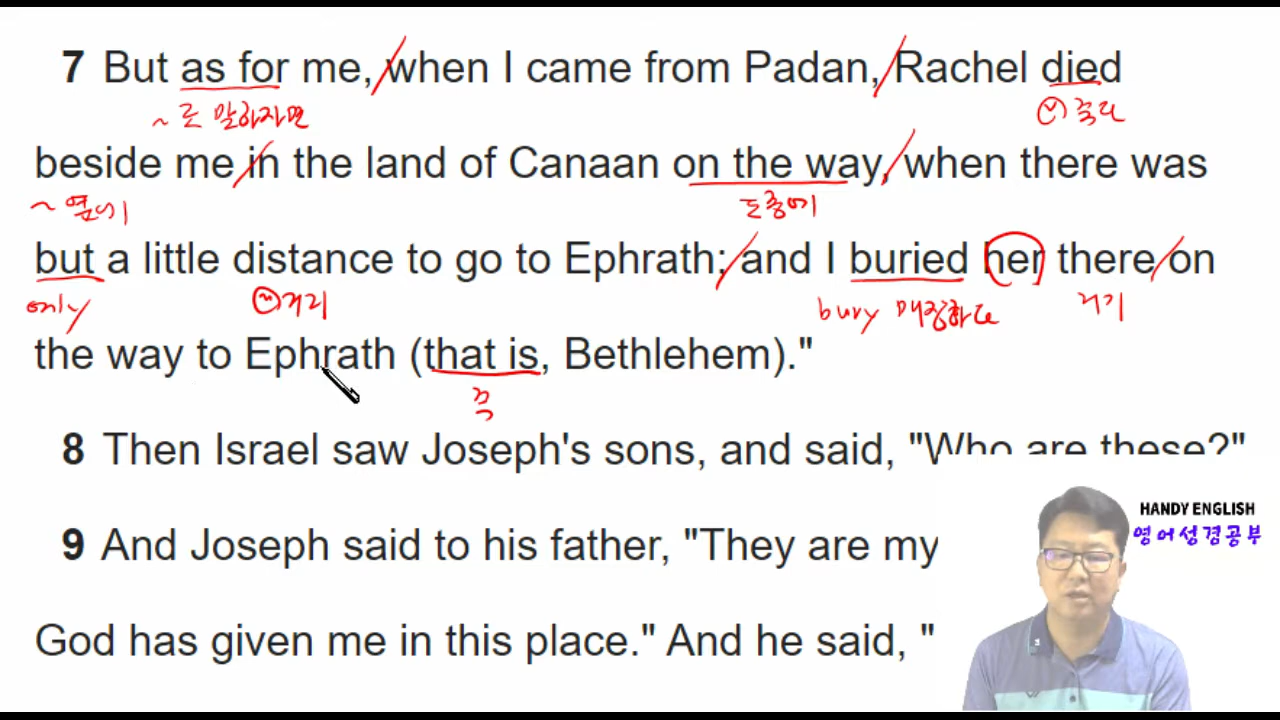 7 But as for me, when I came from Padan, Rachel died
~로 말하자면 ⓥ죽다
beside me in the land of Canaan on the way, when there was
~옆에 도중에
but a little distance to go to Ephrath; and I buried her there on
only ⓝ거리 bury 매장하다 거기
the way to Ephrath (that is, Bethlehem)."
즉
8 Then Israel saw Joseph's sons, and said, "Who are these?"
HANDY ENGLISH
영어성경공부
9 And Joseph said to his father, "They are my
God has given me in this place." And he said, "